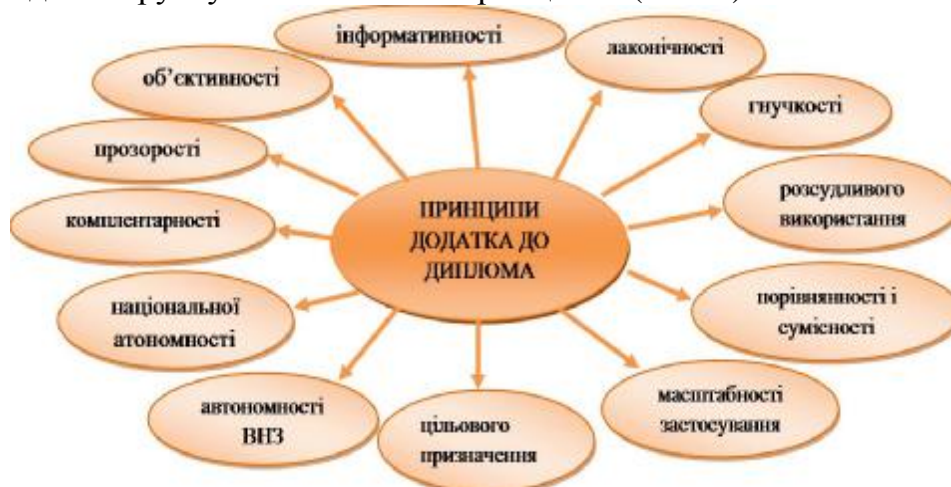 інформативності
лаконічності
гнучкості
розсудливого
використання
порівнянності і
сумісності
масштабності
застосування
цільового
призначення
автономності
ВНЗ
національної
атономності
комплентарності
прозорості
об’єктивності
ПРИНЦИПИ
ДОДАТКА ДО
ДИПЛОМА